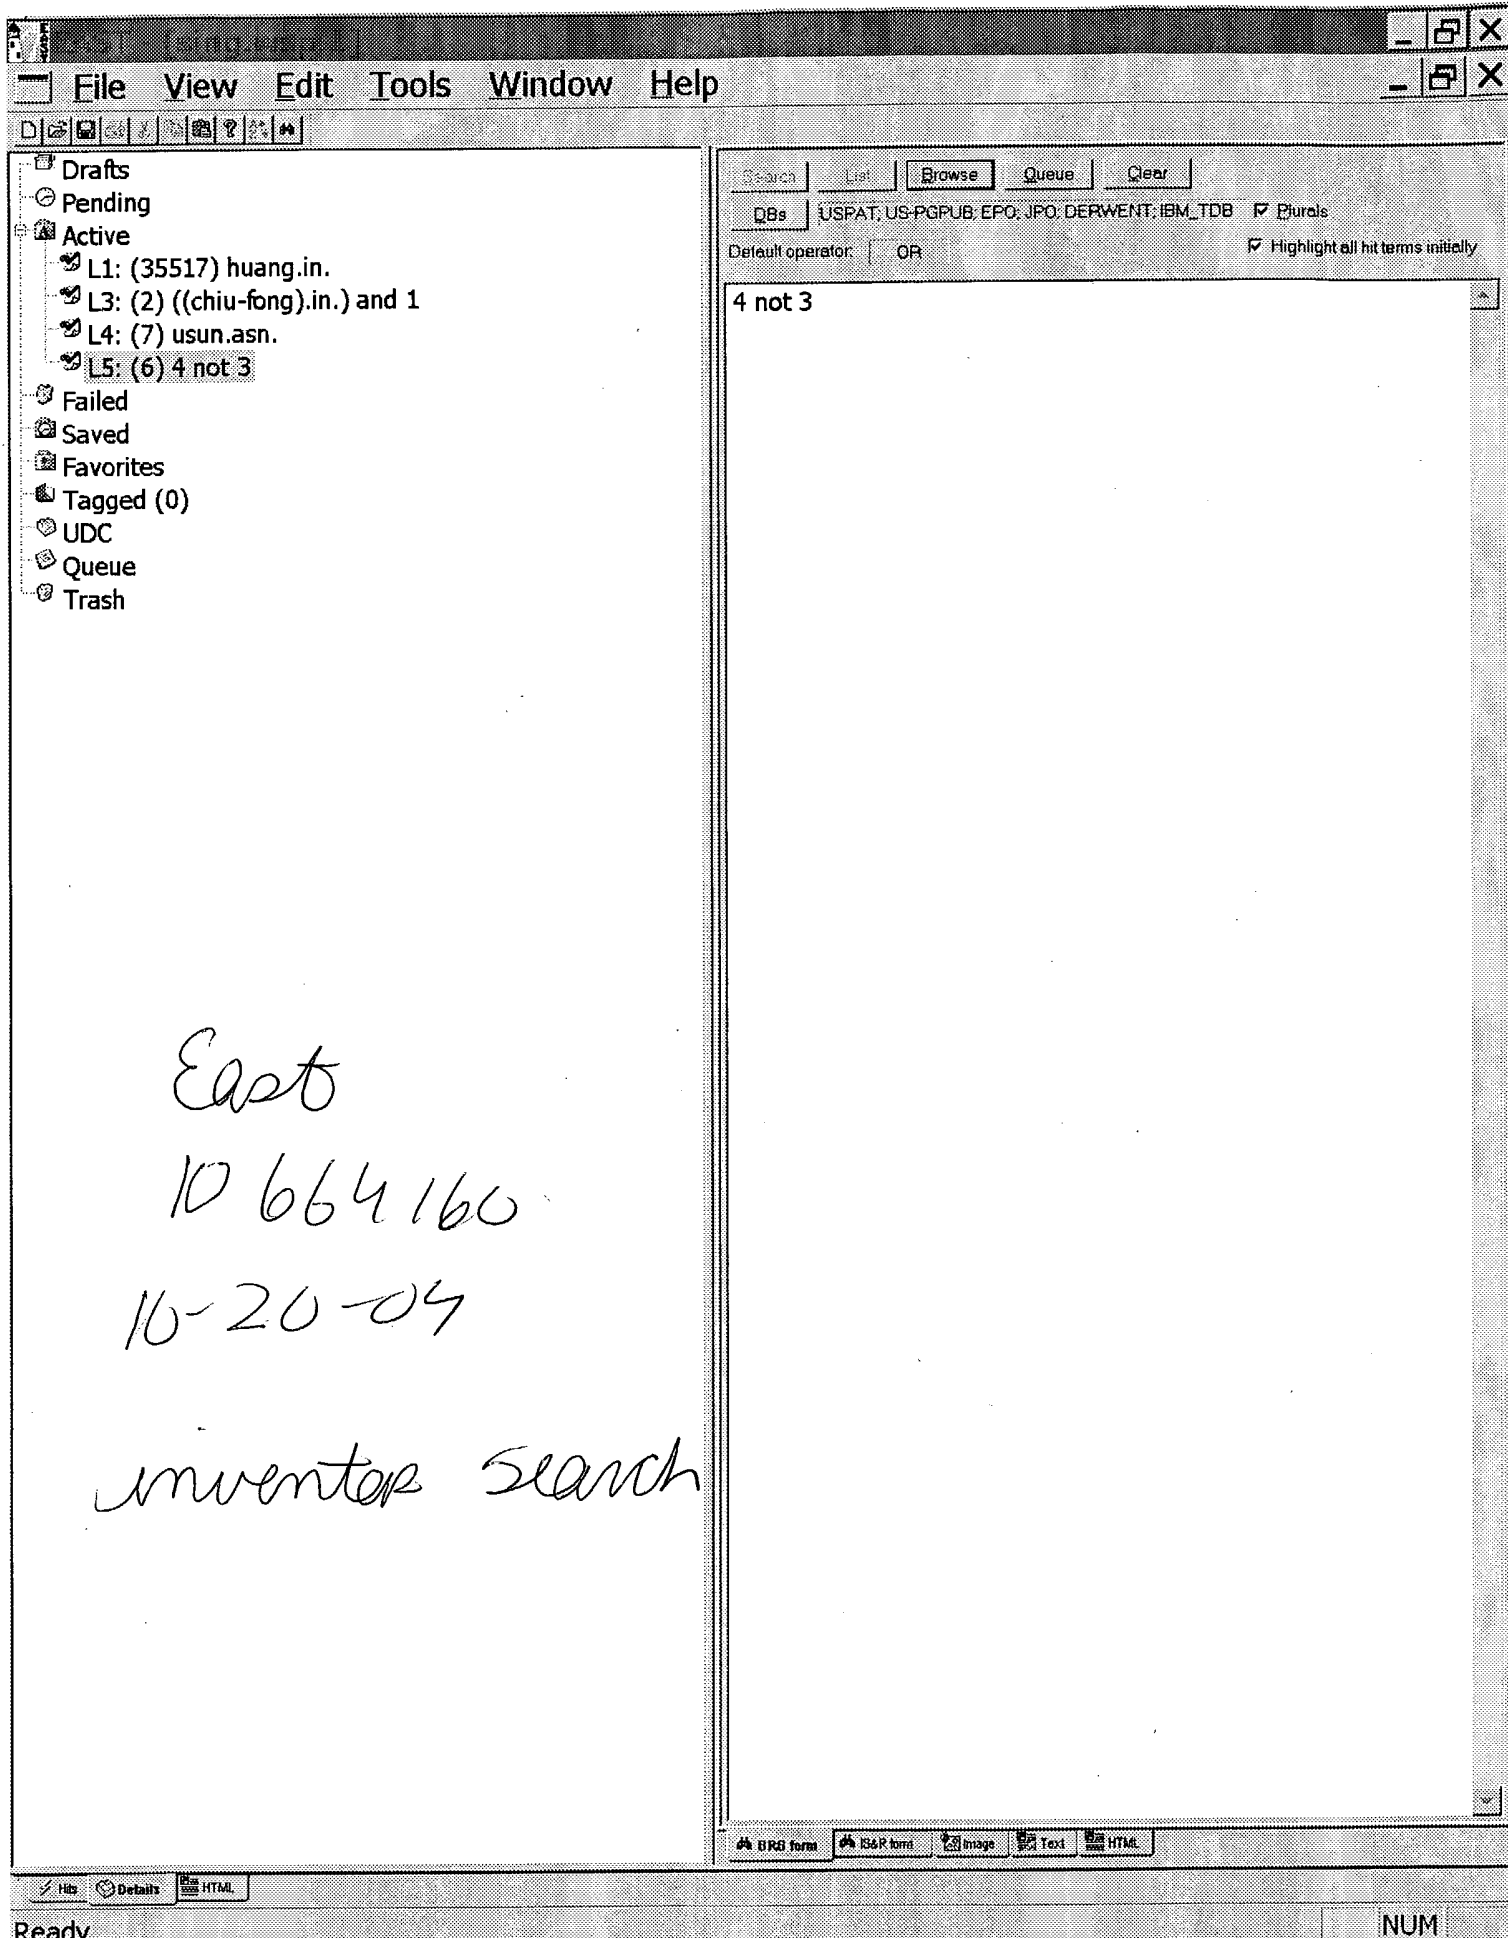 File View Edit Tools Window Help
Drafts
Pending
Active
L1: (35517) huang.in.
L3: (2) ((chiu-fong).in.) and 1
L4: (7) usun.asn.
L5: (6) 4 not 3
Failed
Saved
Favorites
Tagged (0)
UDC
Queue
Trash
Search List Browse Queue Clear
DBs USPAT; US-PGPUB; EPO; JPO; DERWENT; IBM_TDB Plurals
Default operator: OR Highlight all hit terms initially
4 not 3
East
10 664 160
10-20-04
inventor search
BRS form IS&R form Image Text HTML
Hits Details HTML
Ready NUM